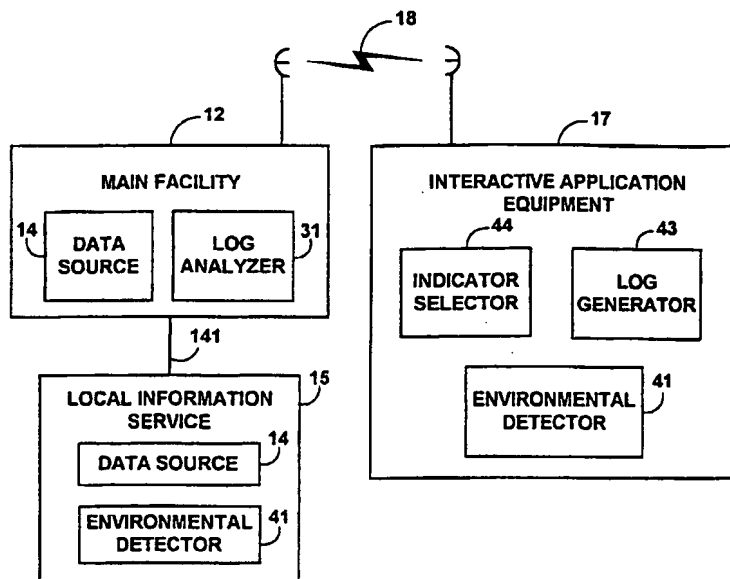 18
12
17
MAIN FACILITY
14
DATA
SOURCE
LOG
ANALYZER
31
INTERACTIVE APPLICATION
EQUIPMENT
44
INDICATOR
SELECTOR
43
LOG
GENERATOR
141
15
LOCAL INFORMATION
SERVICE
14
DATA SOURCE
41
ENVIRONMENTAL
DETECTOR
ENVIRONMENTAL
DETECTOR
41